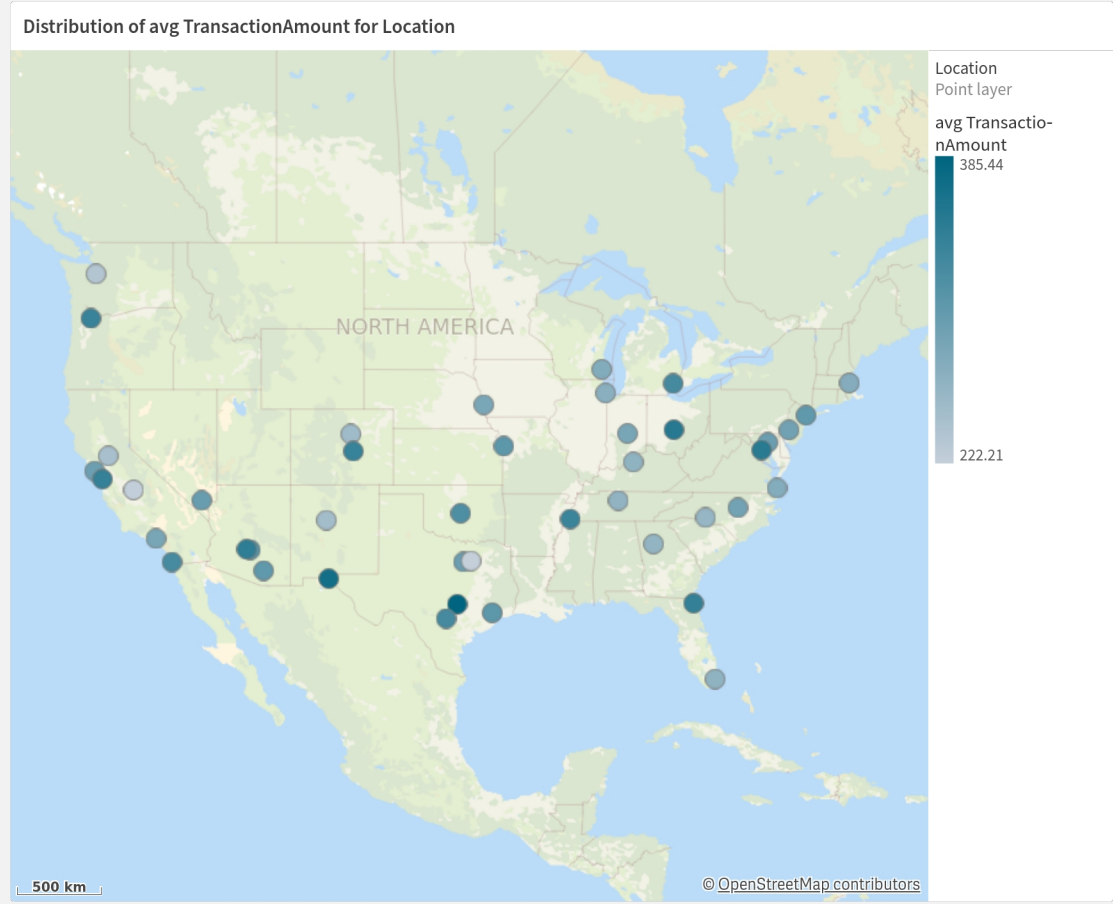 Distribution of avg TransactionAmount for Location
Location
Point layer
avg Transactio-
nAmount
385.44
222.21
NORTH AMERICA
500 km
© OpenStreetMap contributors